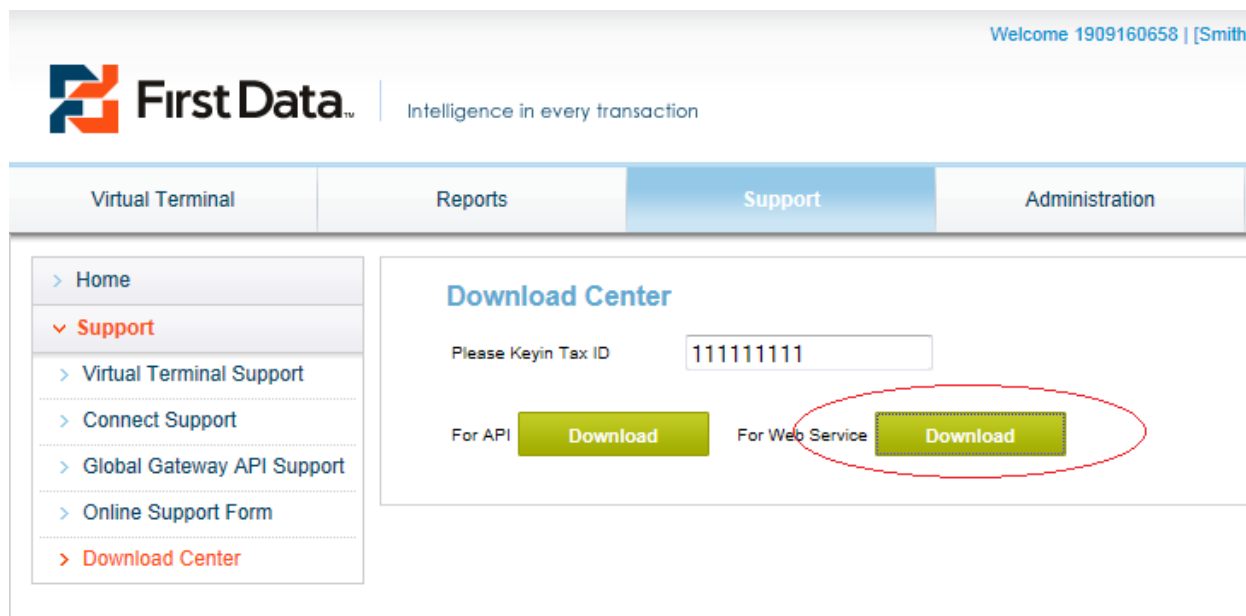 Welcome 1909160658 | [Smith
First Data™
Intelligence in every transaction
Virtual Terminal Reports Support Administration
Home
Support
Virtual Terminal Support
Connect Support
Global Gateway API Support
Online Support Form
Download Center
Download Center
Please Keyin Tax ID 111111111
For API Download For Web Service Download